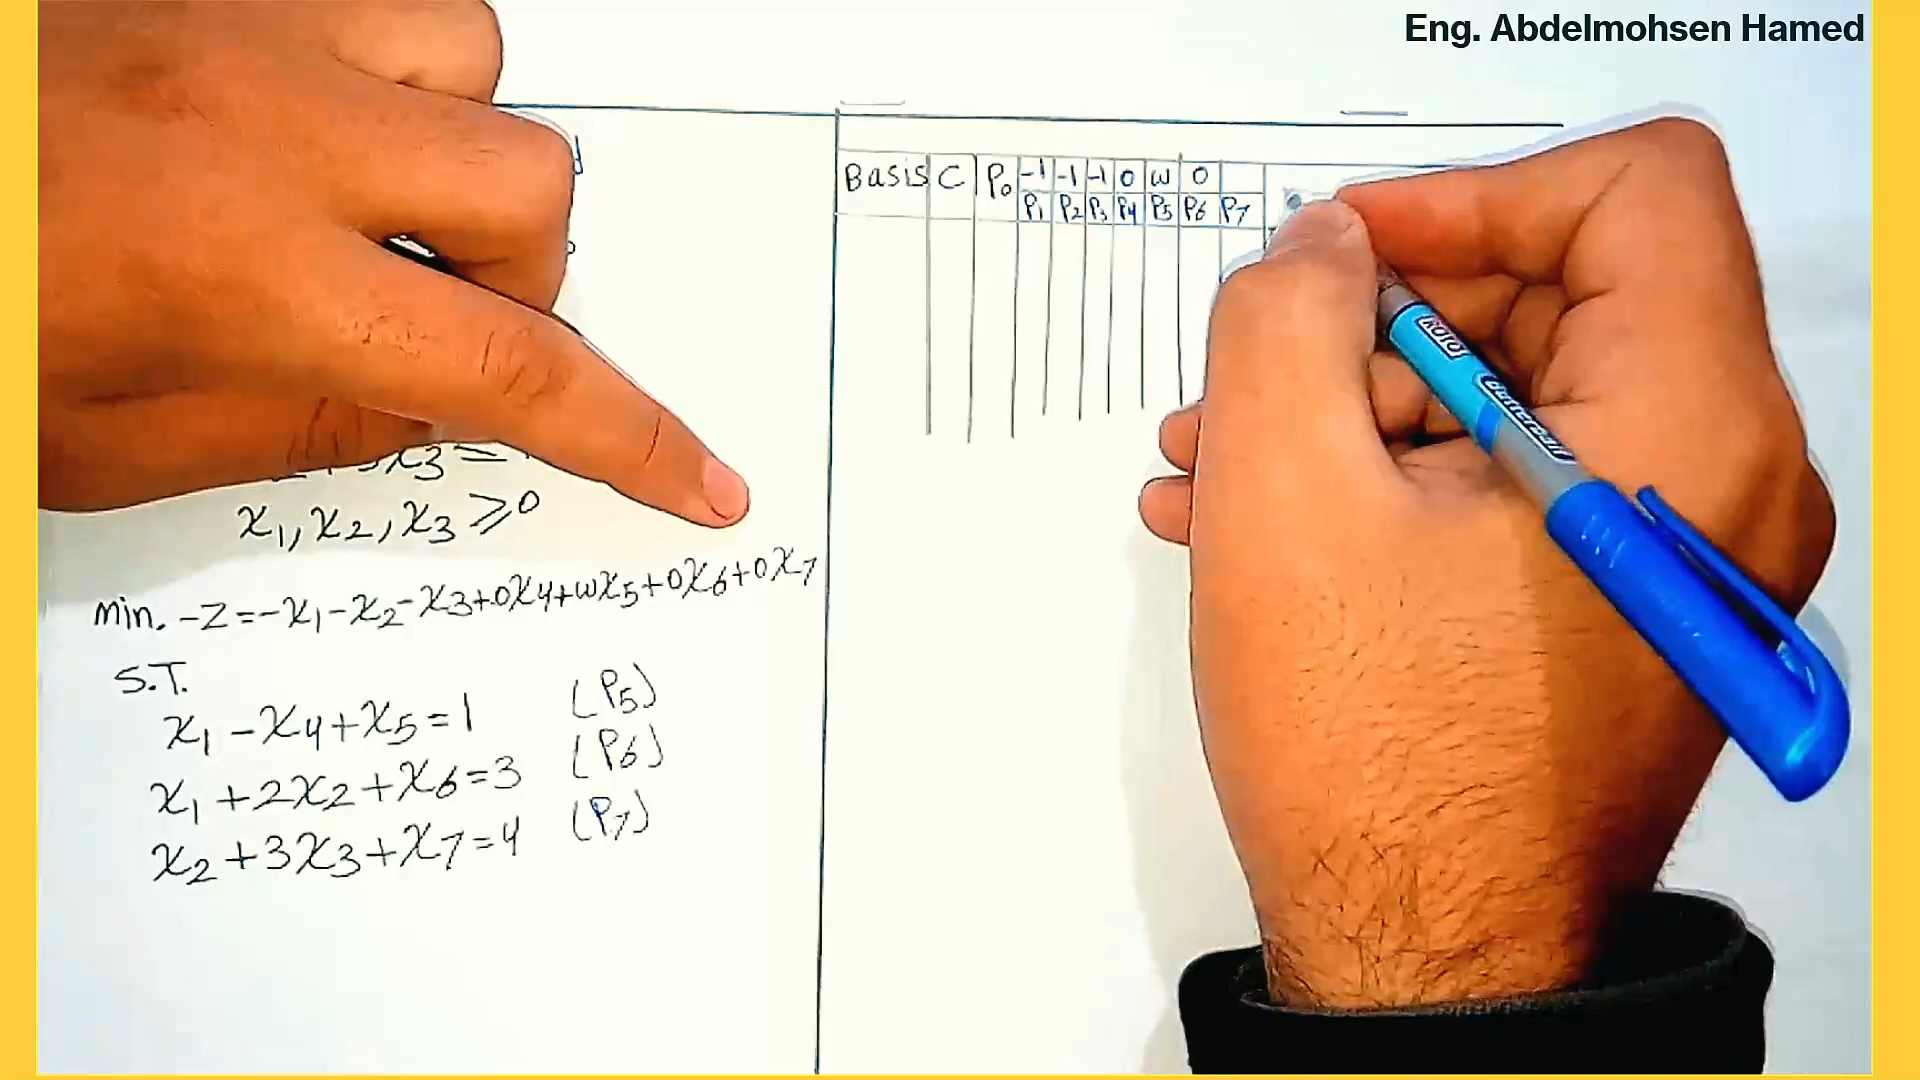 Eng. Abdelmohsen Hamed
x₃ =
x₁, x₂, x₃ ≥ 0
min. -Z = -x₁ - x₂ - x₃ + 0x₄ + wx₅ + 0x₆ + 0x₇
S.T.
x₁ - x₄ + x₅ = 1 (P₅)
x₁ + 2x₂ + x₆ = 3 (P₆)
x₂ + 3x₃ + x₇ = 4 (P₇)
Basis C P₀ -1 -1 -1 0 w 0
P₁ P₂ P₃ P₄ P₅ P₆ P₇
ROTO